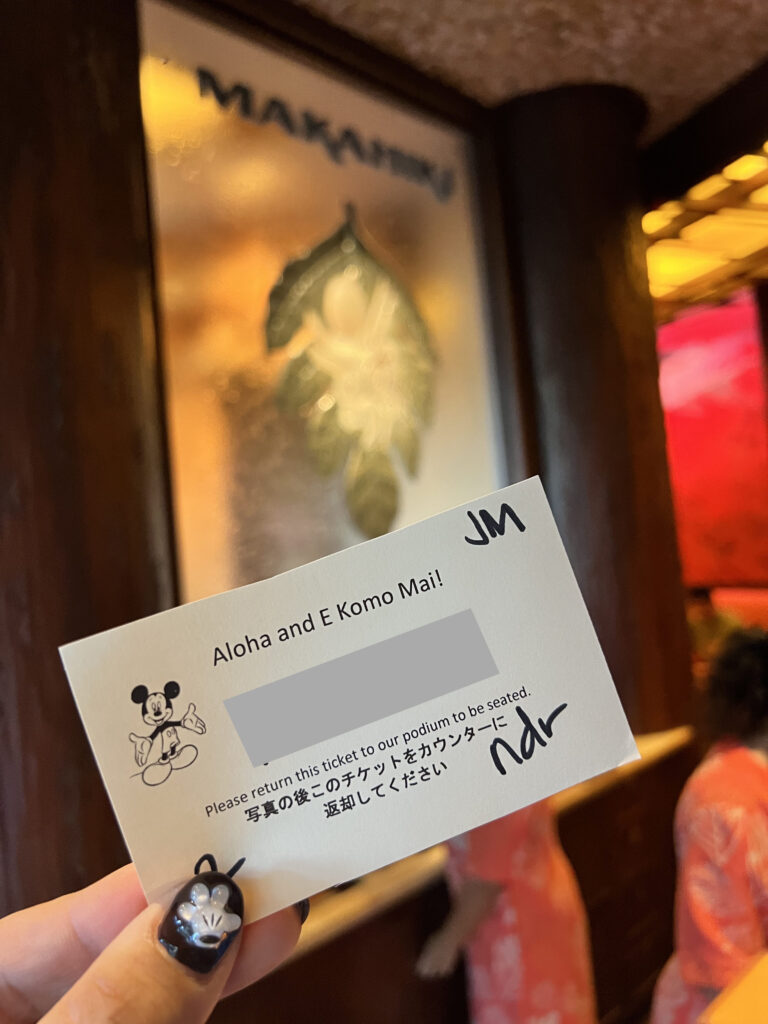 MAKAHIKI
JM
Aloha and E Komo Mai!
Please return this ticket to our podium to be seated.
写真の後このチケットをカウンターに
返却してください
ndr